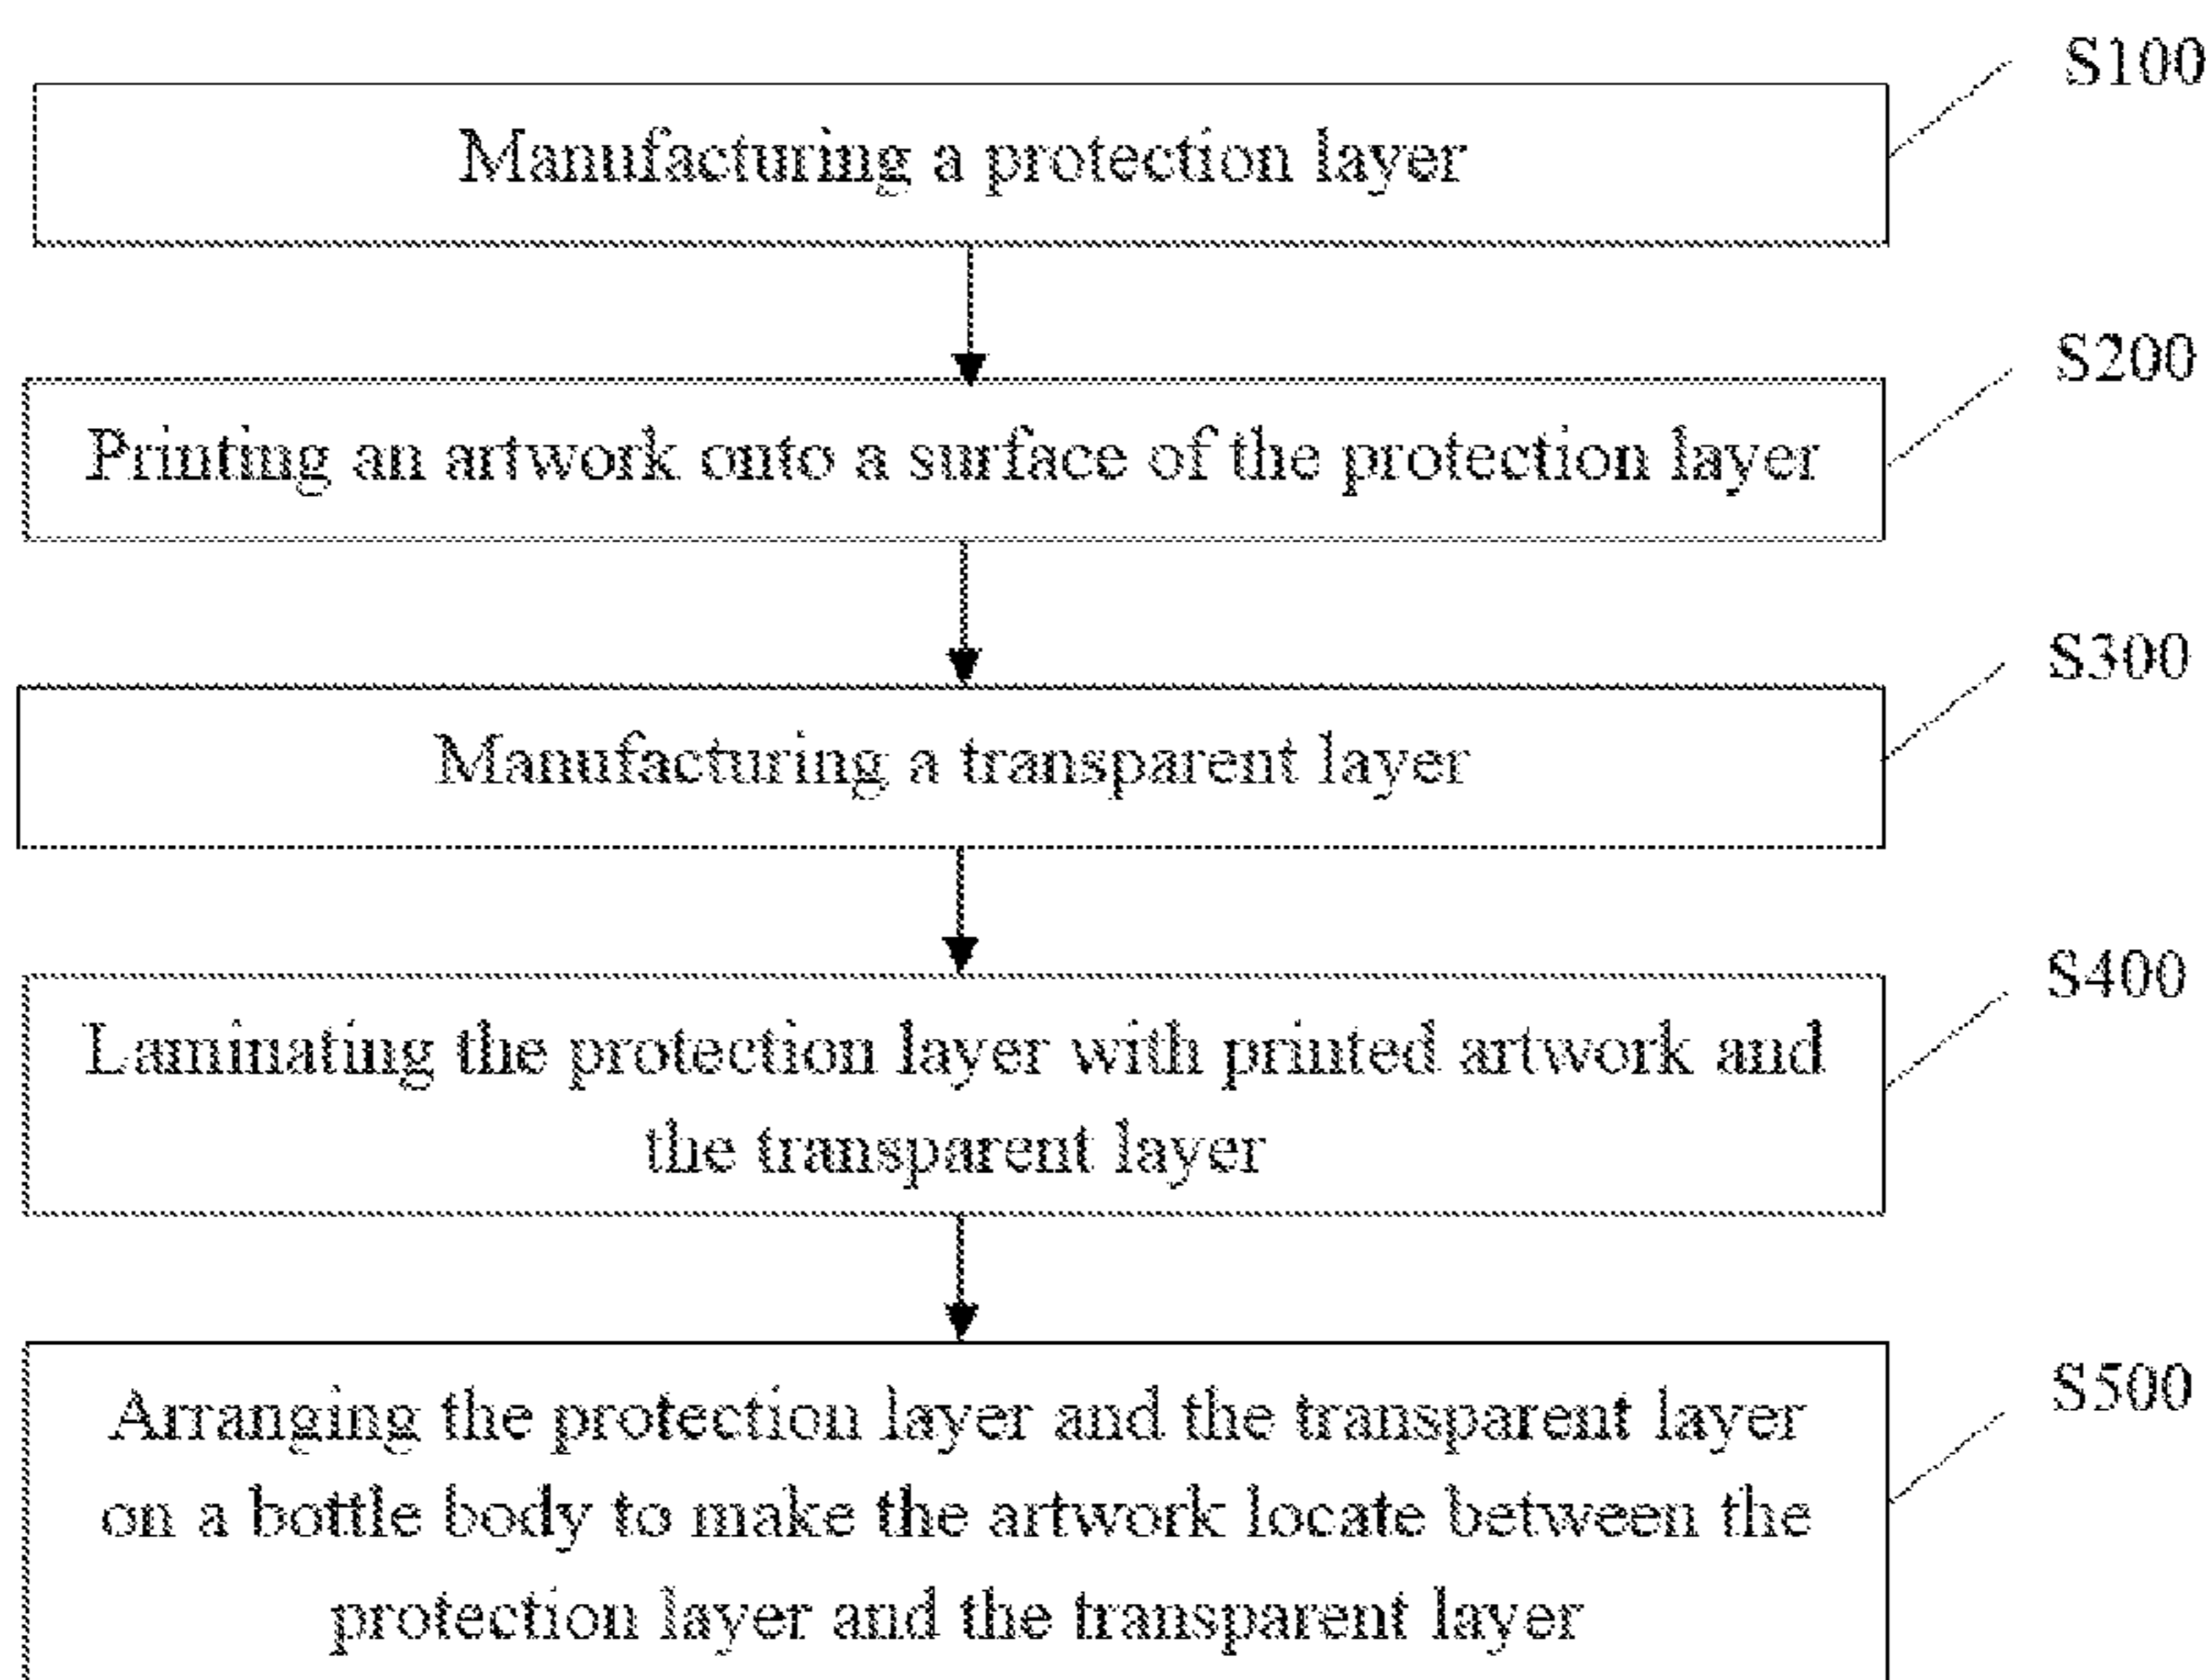 S100
Manufacturing a protection layer
S200
Printing an artwork onto a surface of the protection layer
S300
Manufacturing a transparent layer
S400
Laminating the protection layer with printed artwork and
the transparent layer
S500
Arranging the protection layer and the transparent layer
on a bottle body to make the artwork locate between the
protection layer and the transparent layer